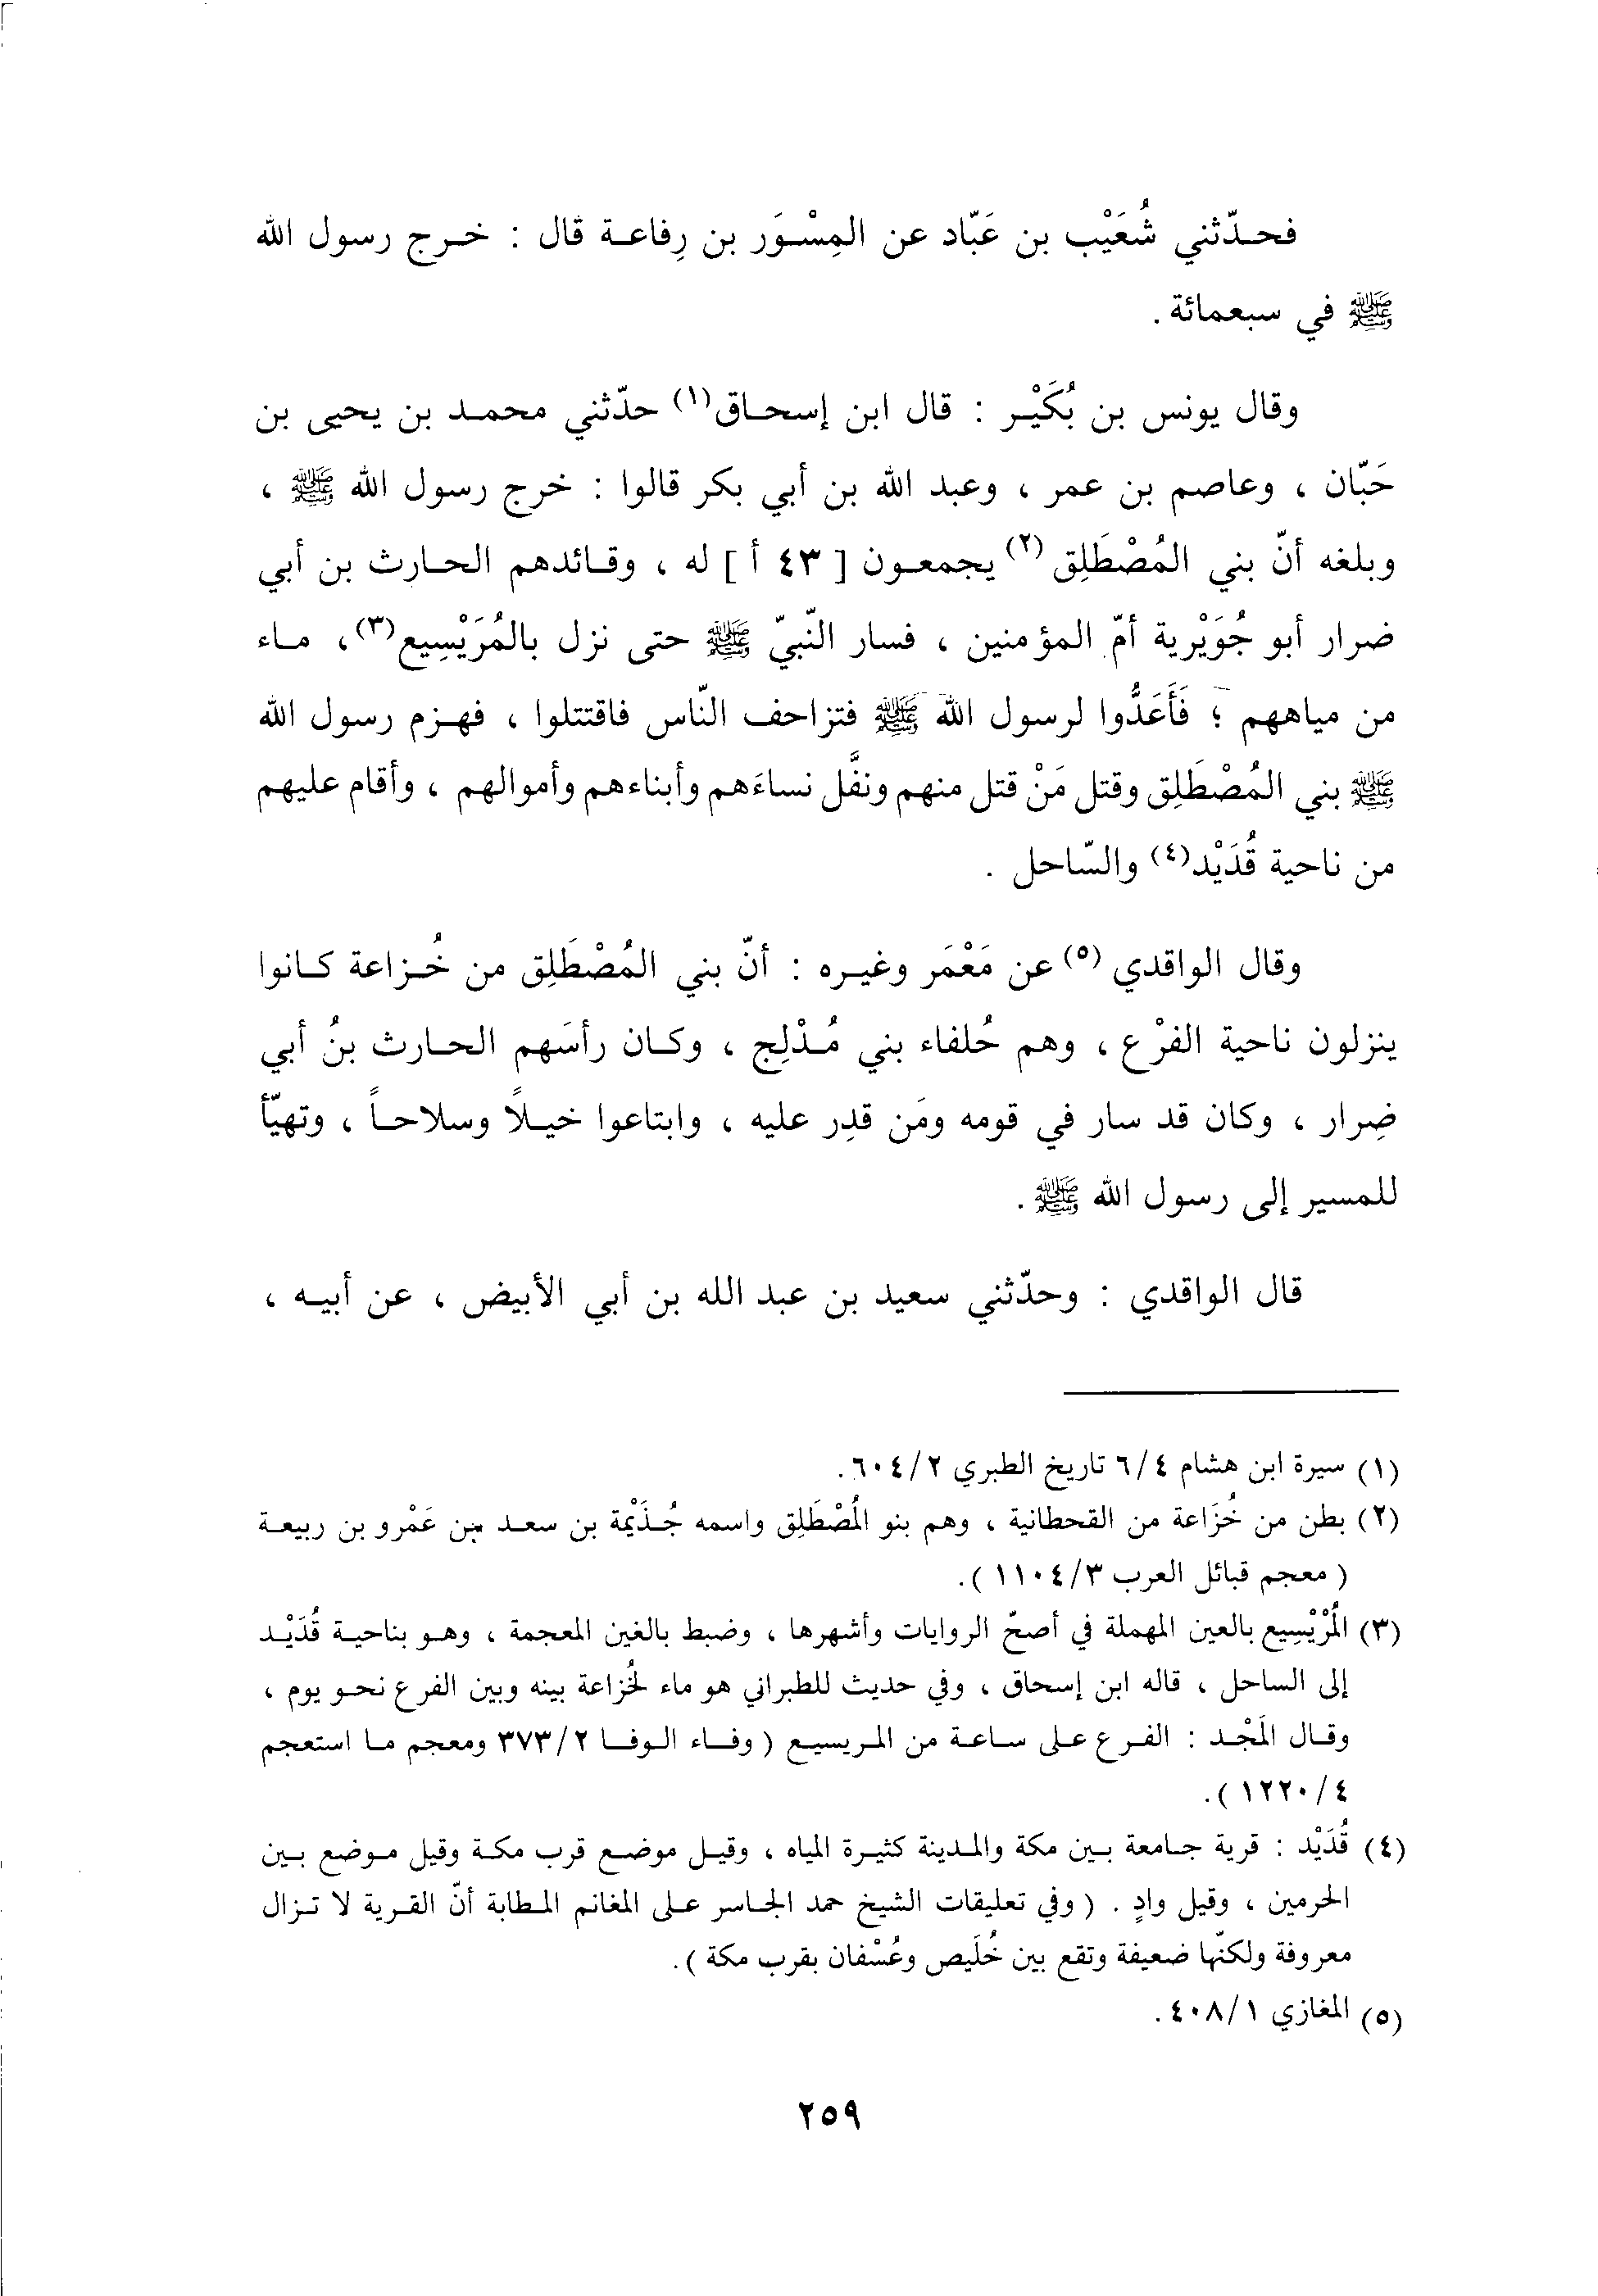 فحدّثني شُعَيْب بن عَبّاد عن المِسْوَر بن رِفاعة قال : خرج رسول الله
ﷺ في سبعمائة .
وقال يونس بن بُكَيْر : قال ابن إسحاق(١) حدّثني محمد بن يحيى بن
حَبّان ، وعاصم بن عمر ، وعبد الله بن أبي بكر قالوا : خرج رسول الله ﷺ ،
وبلغه أنّ بني المُصْطَلِق (٢) يجمعون [ ٤٣ أ ] له ، وقائدهم الحارث بن أبي
ضرار أبو جُوَيْرية أمّ المؤمنين ، فسار النّبيّ ﷺ حتى نزل بالمُرَيْسِيع(٣)، ماء
من مياههم ؛ فَأَعَدُّوا لرسول الله ﷺ فتزاحف النّاس فاقتتلوا ، فهزم رسول الله
ﷺ بني المُصْطَلِق وقتل مَنْ قتل منهم ونفَّل نساءَهم وأبناءهم وأموالهم ، وأقام عليهم
من ناحية قُدَيْد(٤) والسّاحل .
وقال الواقدي (٥) عن مَعْمَر وغيره : أنّ بني المُصْطَلِق من خُزاعة كانوا
ينزلون ناحية الفرْع ، وهم حُلفاء بني مُذْلِج ، وكان رأسَهم الحارث بنُ أبي
ضِرار ، وكان قد سار في قومه ومَن قدِر عليه ، وابتاعوا خيلًا وسلاحاً ، وتهيّأ
للمسير إلى رسول الله ﷺ .
قال الواقدي : وحدّثني سعيد بن عبد الله بن أبي الأبيض ، عن أبيه ،
(١) سيرة ابن هشام ٦/٤ تاريخ الطبري ٦٠٤/٢ .
(٢) بطن من خُزَاعة من القحطانية ، وهم بنو المُصْطَلِق واسمه جُذَيْمة بن سعد بن عَمْرو بن ربيعة
( معجم قبائل العرب ١١٠٤/٣ ) .
(٣) المُرْيْسِيع بالعين المهملة في أصحّ الروايات وأشهرها ، وضبط بالغين المعجمة ، وهو بناحية قُدَيْد
إلى الساحل ، قاله ابن إسحاق ، وفي حديث للطبراني هو ماء لخُزاعة بينه وبين الفرع نحو يوم ،
وقال المَجْد : الفرع على ساعة من المريسيع ( وفاء الوفا ٣٧٣/٢ ومعجم ما استعجم
١٢٢٠/٤ ) .
(٤) قُدَيْد : قرية جامعة بين مكة والمدينة كثيرة المياه ، وقيل موضع قرب مكة وقيل موضع بين
الحرمين ، وقيل وادٍ . ( وفي تعليقات الشيخ حمد الجاسر على المغانم المطابة أنّ القرية لا تزال
معروفة ولكنّها ضعيفة وتقع بين خُلَيص وعُسْفان بقرب مكة ) .
(٥) المغازي ٤٠٨/١ .
٢٥٩